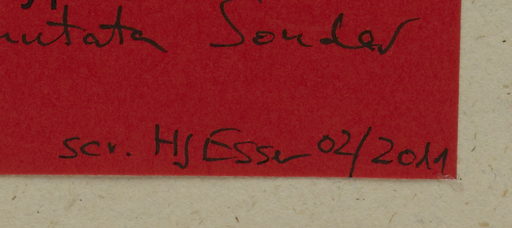 mutata Sonder
scr. HJ Esser 02/2011